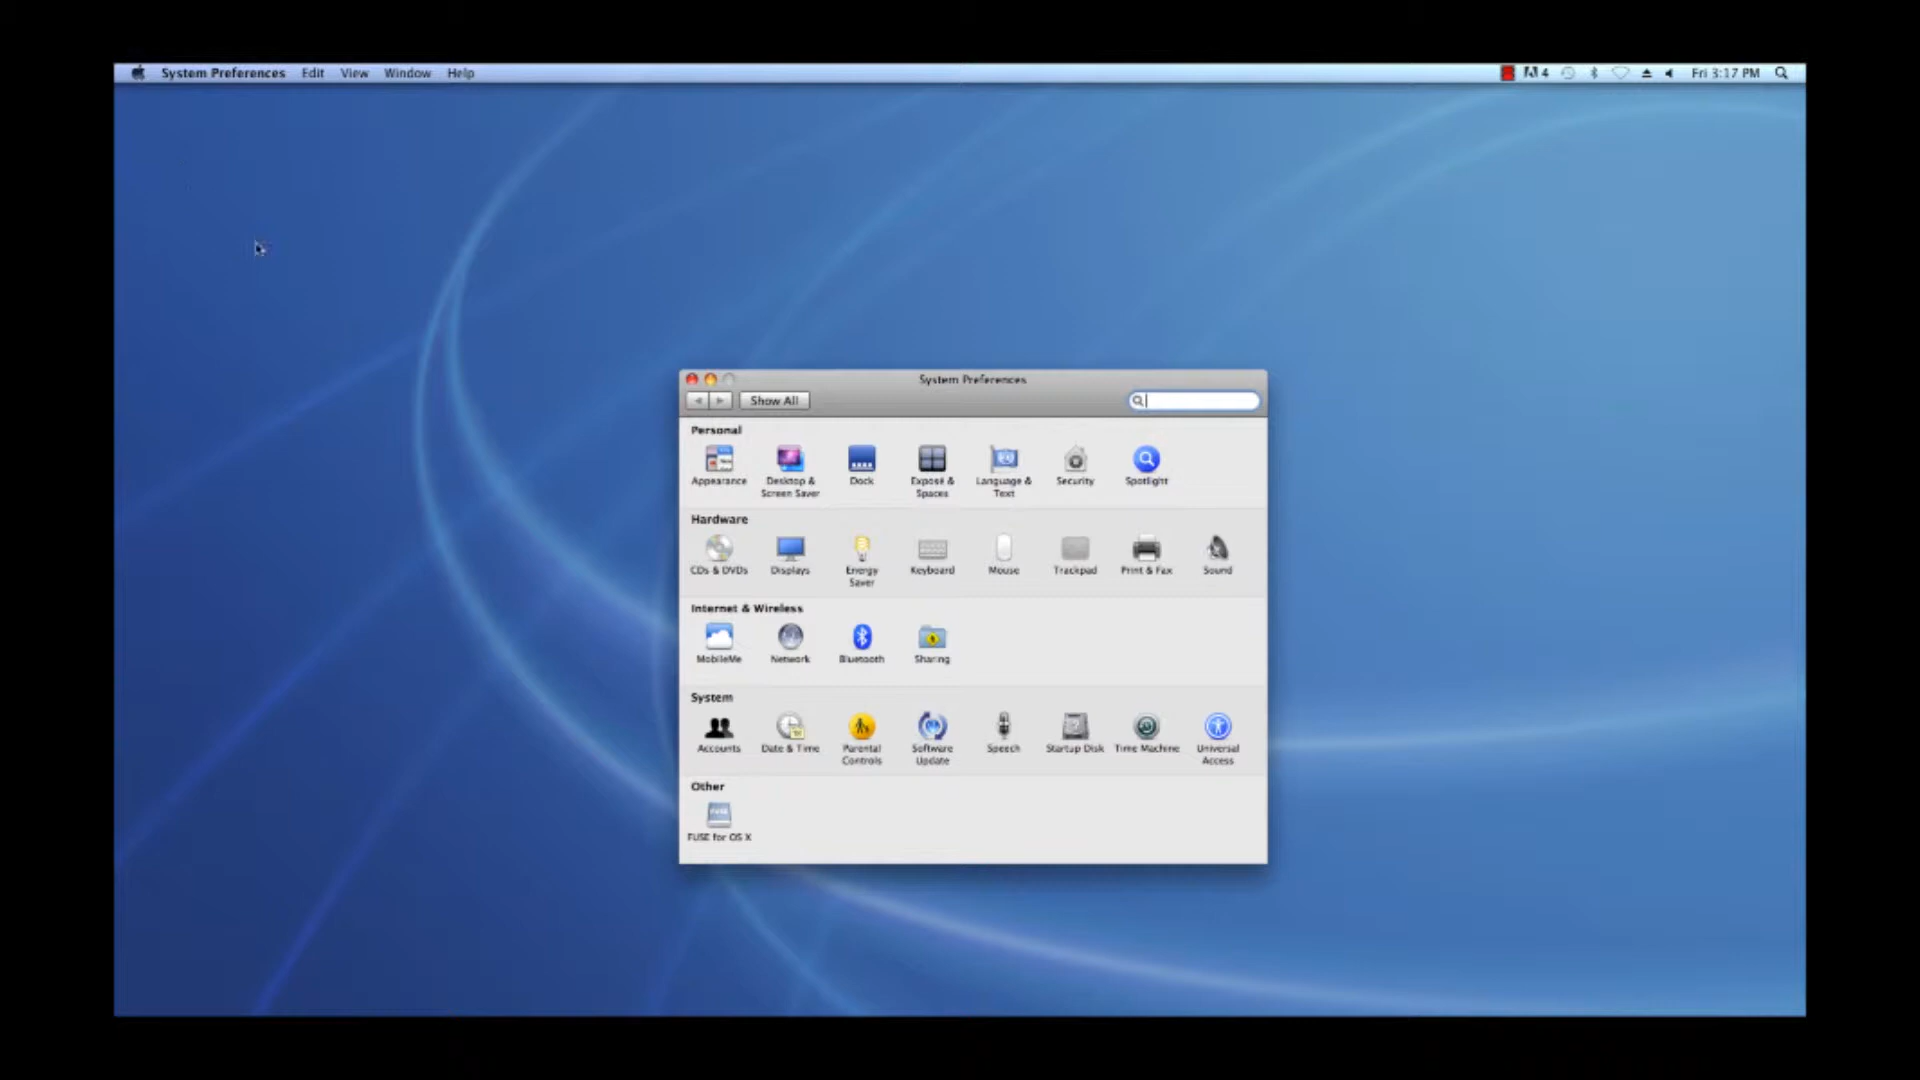 System Preferences Edit View Window Help
4 Fri 3:17 PM
System Preferences
Show All
Personal
Appearance Desktop & Screen Saver Dock Exposé & Spaces Language & Text Security Spotlight
Hardware
CDs & DVDs Displays Energy Saver Keyboard Mouse Trackpad Print & Fax Sound
Internet & Wireless
MobileMe Network Bluetooth Sharing
System
Accounts Date & Time Parental Controls Software Update Speech Startup Disk Time Machine Universal Access
Other
FUSE for OS X